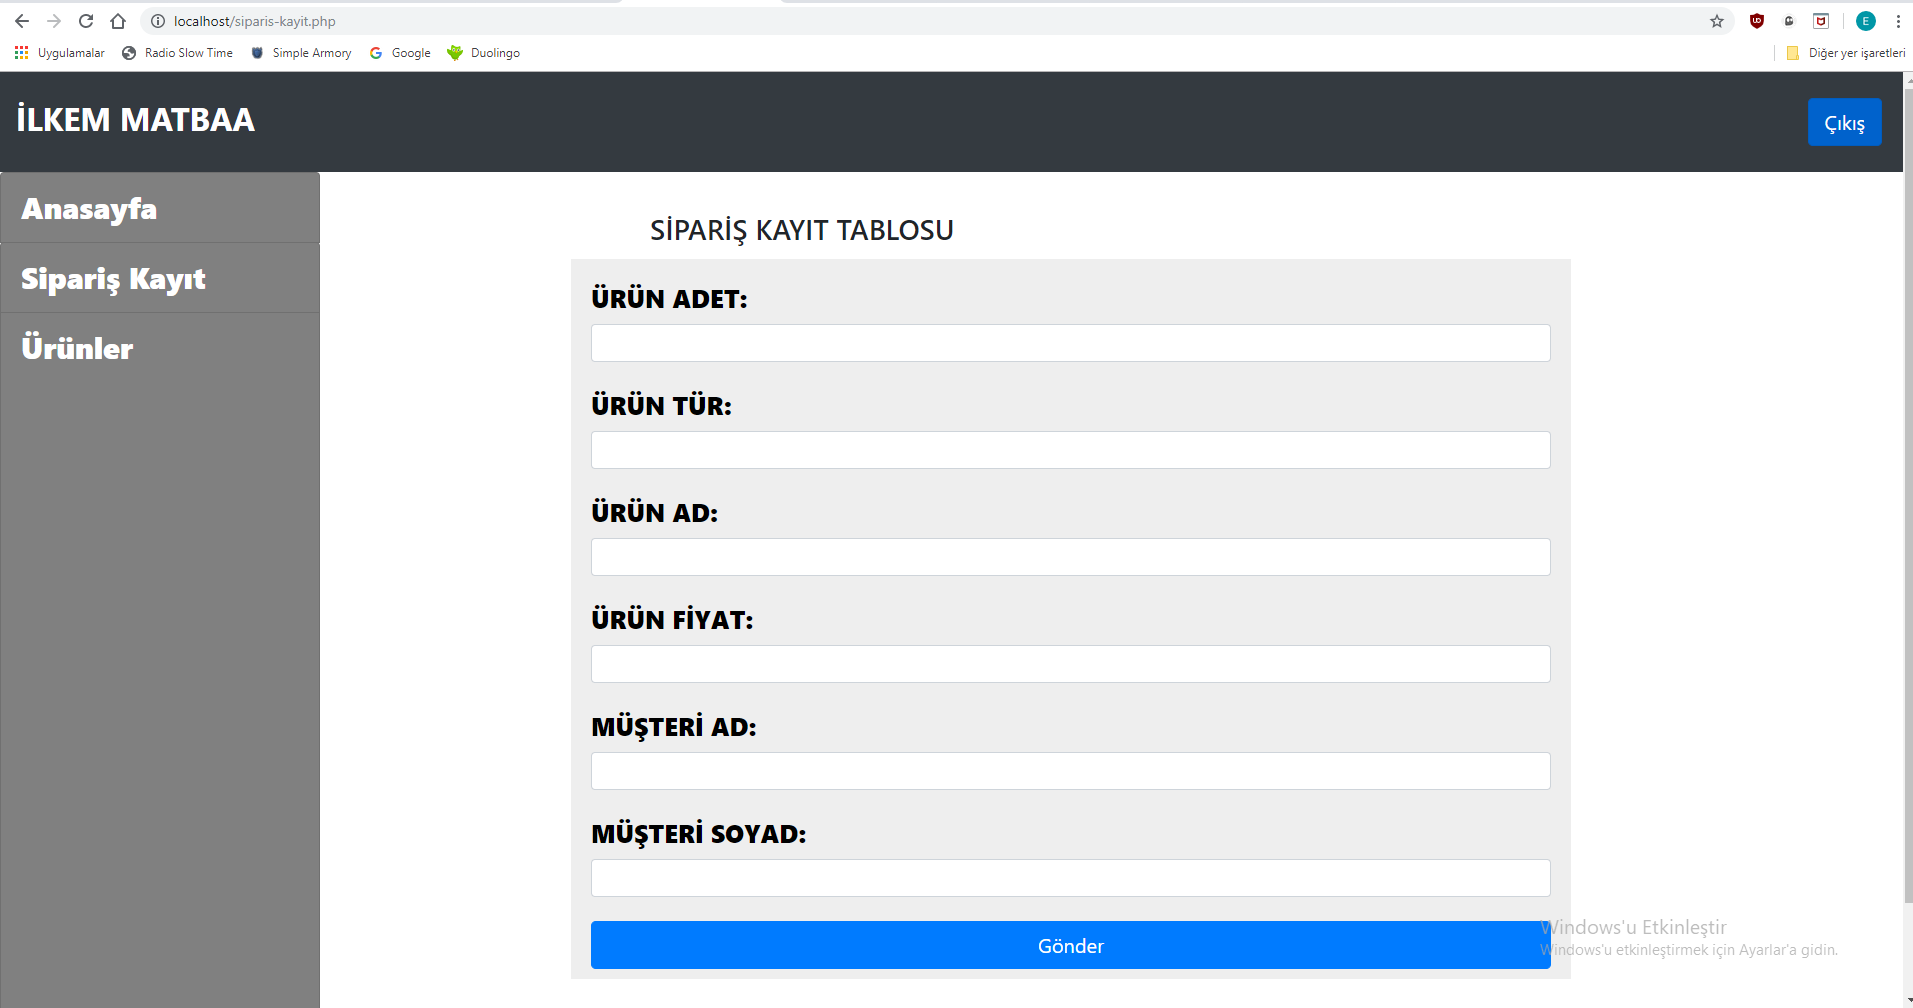 localhost/siparis-kayit.php
E
Uygulamalar Radio Slow Time Simple Armory Google Duolingo Diğer yer işaretleri
İLKEM MATBAA
Çıkış
Anasayfa
Sipariş Kayıt
Ürünler
SİPARİŞ KAYIT TABLOSU
ÜRÜN ADET:
ÜRÜN TÜR:
ÜRÜN AD:
ÜRÜN FİYAT:
MÜŞTERİ AD:
MÜŞTERİ SOYAD:
Gönder
Windows'u Etkinleştir
Windows'u etkinleştirmek için Ayarlar'a gidin.